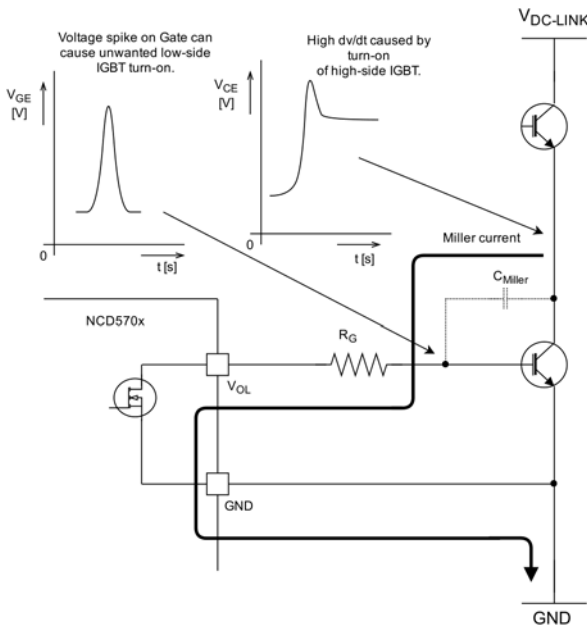 V DC-LINK
Voltage spike on Gate can
cause unwanted low-side
IGBT turn-on.
High dv/dt caused by
turn-on
of high-side IGBT.
VGE
[V]
VCE
[V]
0
t [s]
0
t [s]
Miller current
CMiller
NCD570x
RG
VOL
GND
GND